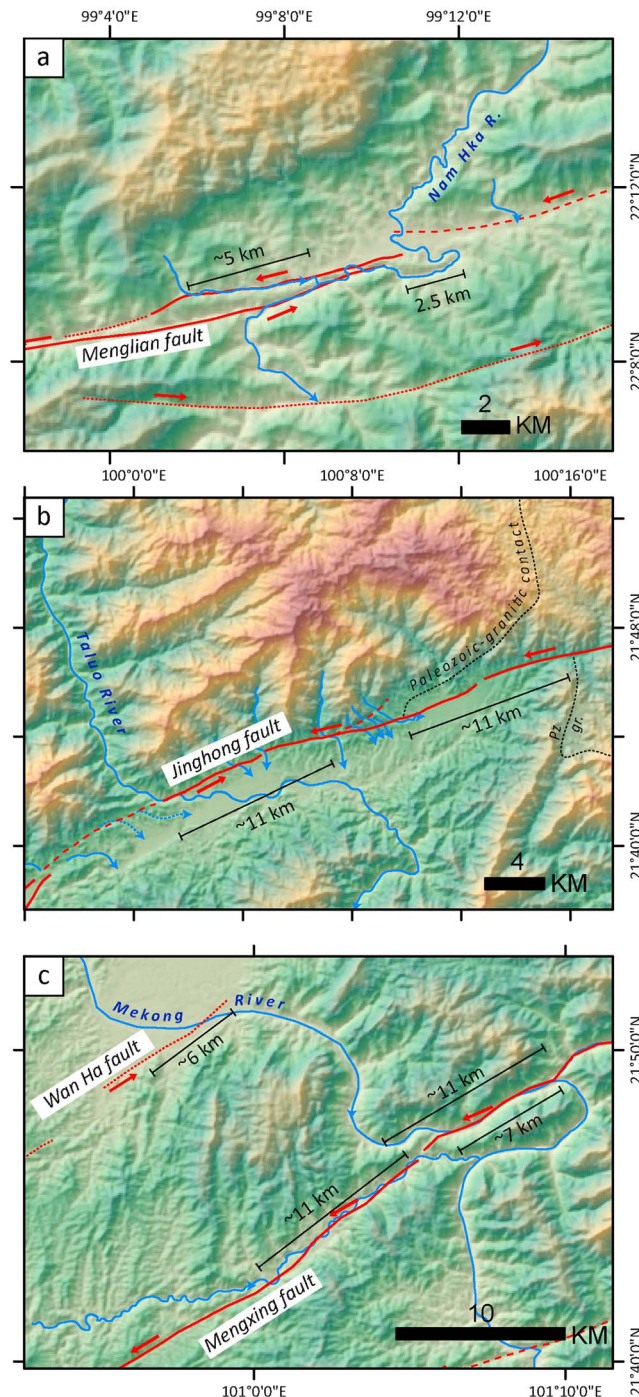 99°4'0"E 99°8'0"E 99°12'0"E
a
Nam Hka R.
22°12'0"N
~5 km
2.5 km
Menglian fault
22°8'0"N
2
KM
100°0'0"E 100°8'0"E 100°16'0"E
b
Paleozoic-granitic contact
21°48'0"N
Taluo River
~11 km
Pz
gr.
Jinghong fault
~11 km
21°40'0"N
4
KM
c
Mekong River
Wan Ha fault
~6 km
21°50'0"N
~11 km
~7 km
~11 km
Mengxing fault
10
KM
21°40'0"N
101°0'0"E 101°10'0"E